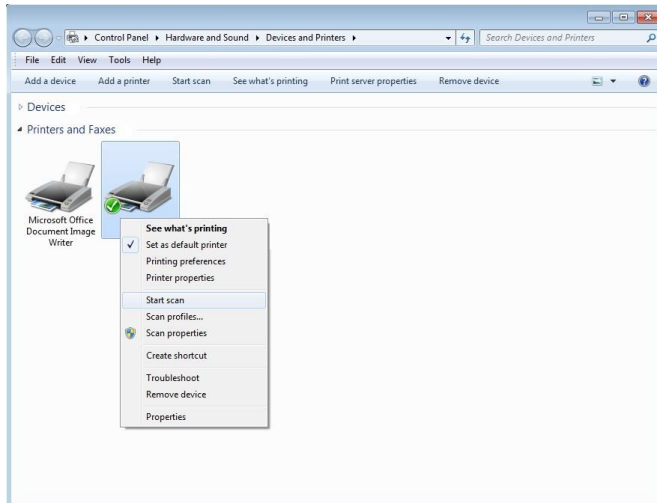 Control Panel ▸ Hardware and Sound ▸ Devices and Printers ▸ Search Devices and Printers
File Edit View Tools Help
Add a device Add a printer Start scan See what's printing Print server properties Remove device
Devices
Printers and Faxes
Microsoft Office
Document Image
Writer
See what's printing
Set as default printer
Printing preferences
Printer properties
Start scan
Scan profiles...
Scan properties
Create shortcut
Troubleshoot
Remove device
Properties